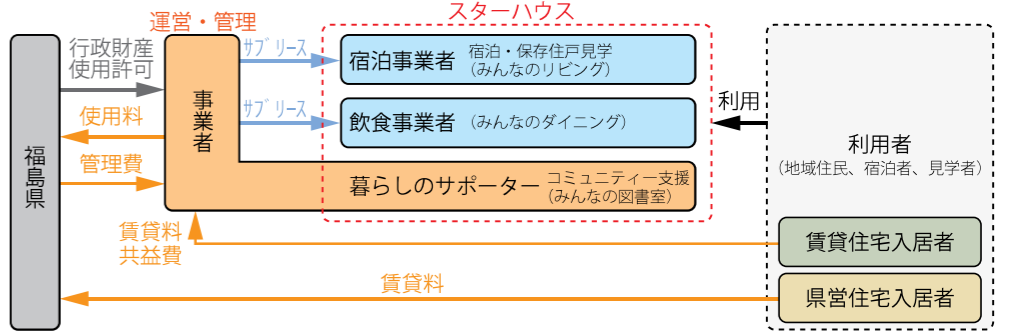 スターハウス
運営・管理
行政財産
使用許可
使用料
管理費
福島県
事業者
サブリース
サブリース
宿泊事業者
宿泊・保存住戸見学
（みんなのリビング）
飲食事業者
（みんなのダイニング）
暮らしのサポーター
コミュニティー支援
（みんなの図書室）
利用
利用者
（地域住民、宿泊者、見学者）
賃貸料
共益費
賃貸住宅入居者
賃貸料
県営住宅入居者